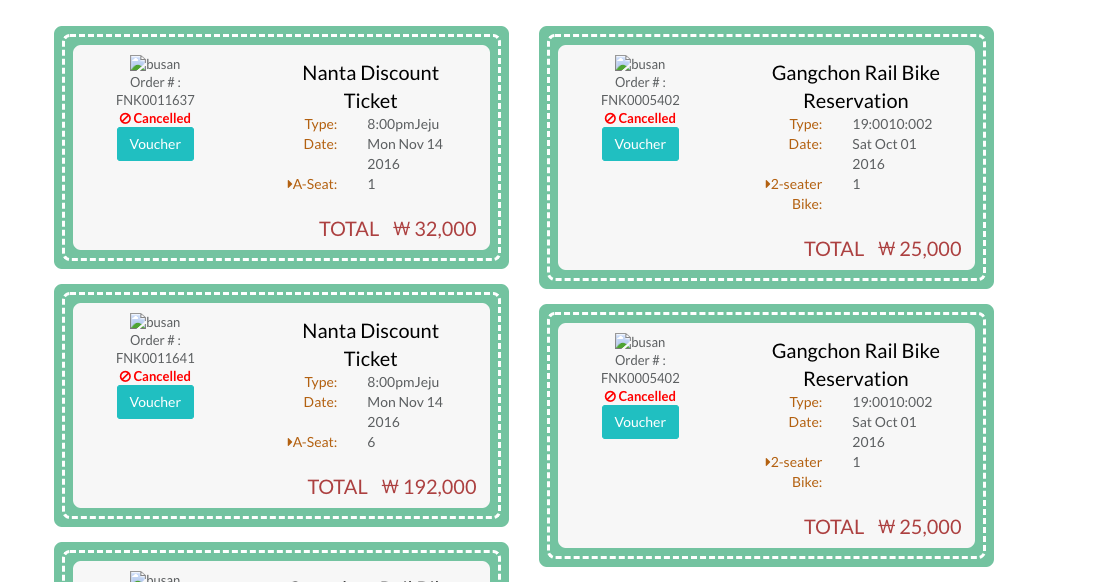 busan
Order # :
FNK0011637
Cancelled
Voucher
Nanta Discount
Ticket
Type: 8:00pmJeju
Date: Mon Nov 14
2016
A-Seat: 1
TOTAL ₩ 32,000
busan
Order # :
FNK0005402
Cancelled
Voucher
Gangchon Rail Bike
Reservation
Type: 19:0010:002
Date: Sat Oct 01
2016
2-seater 1
Bike:
TOTAL ₩ 25,000
busan
Order # :
FNK0011641
Cancelled
Voucher
Nanta Discount
Ticket
Type: 8:00pmJeju
Date: Mon Nov 14
2016
A-Seat: 6
TOTAL ₩ 192,000
busan
Order # :
FNK0005402
Cancelled
Voucher
Gangchon Rail Bike
Reservation
Type: 19:0010:002
Date: Sat Oct 01
2016
2-seater 1
Bike:
TOTAL ₩ 25,000
busan